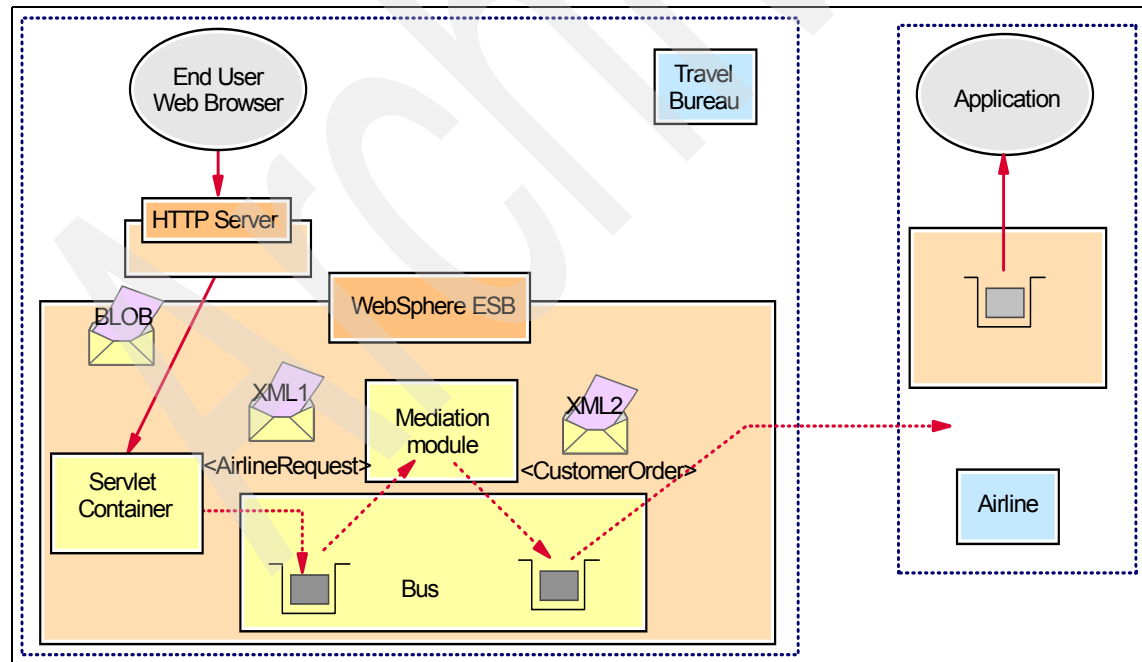 End User
Web Browser
Travel
Bureau
Application
HTTP Server
WebSphere ESB
BLOB
XML1
<AirlineRequest>
Mediation
module
XML2
<CustomerOrder>
Servlet
Container
Bus
Airline